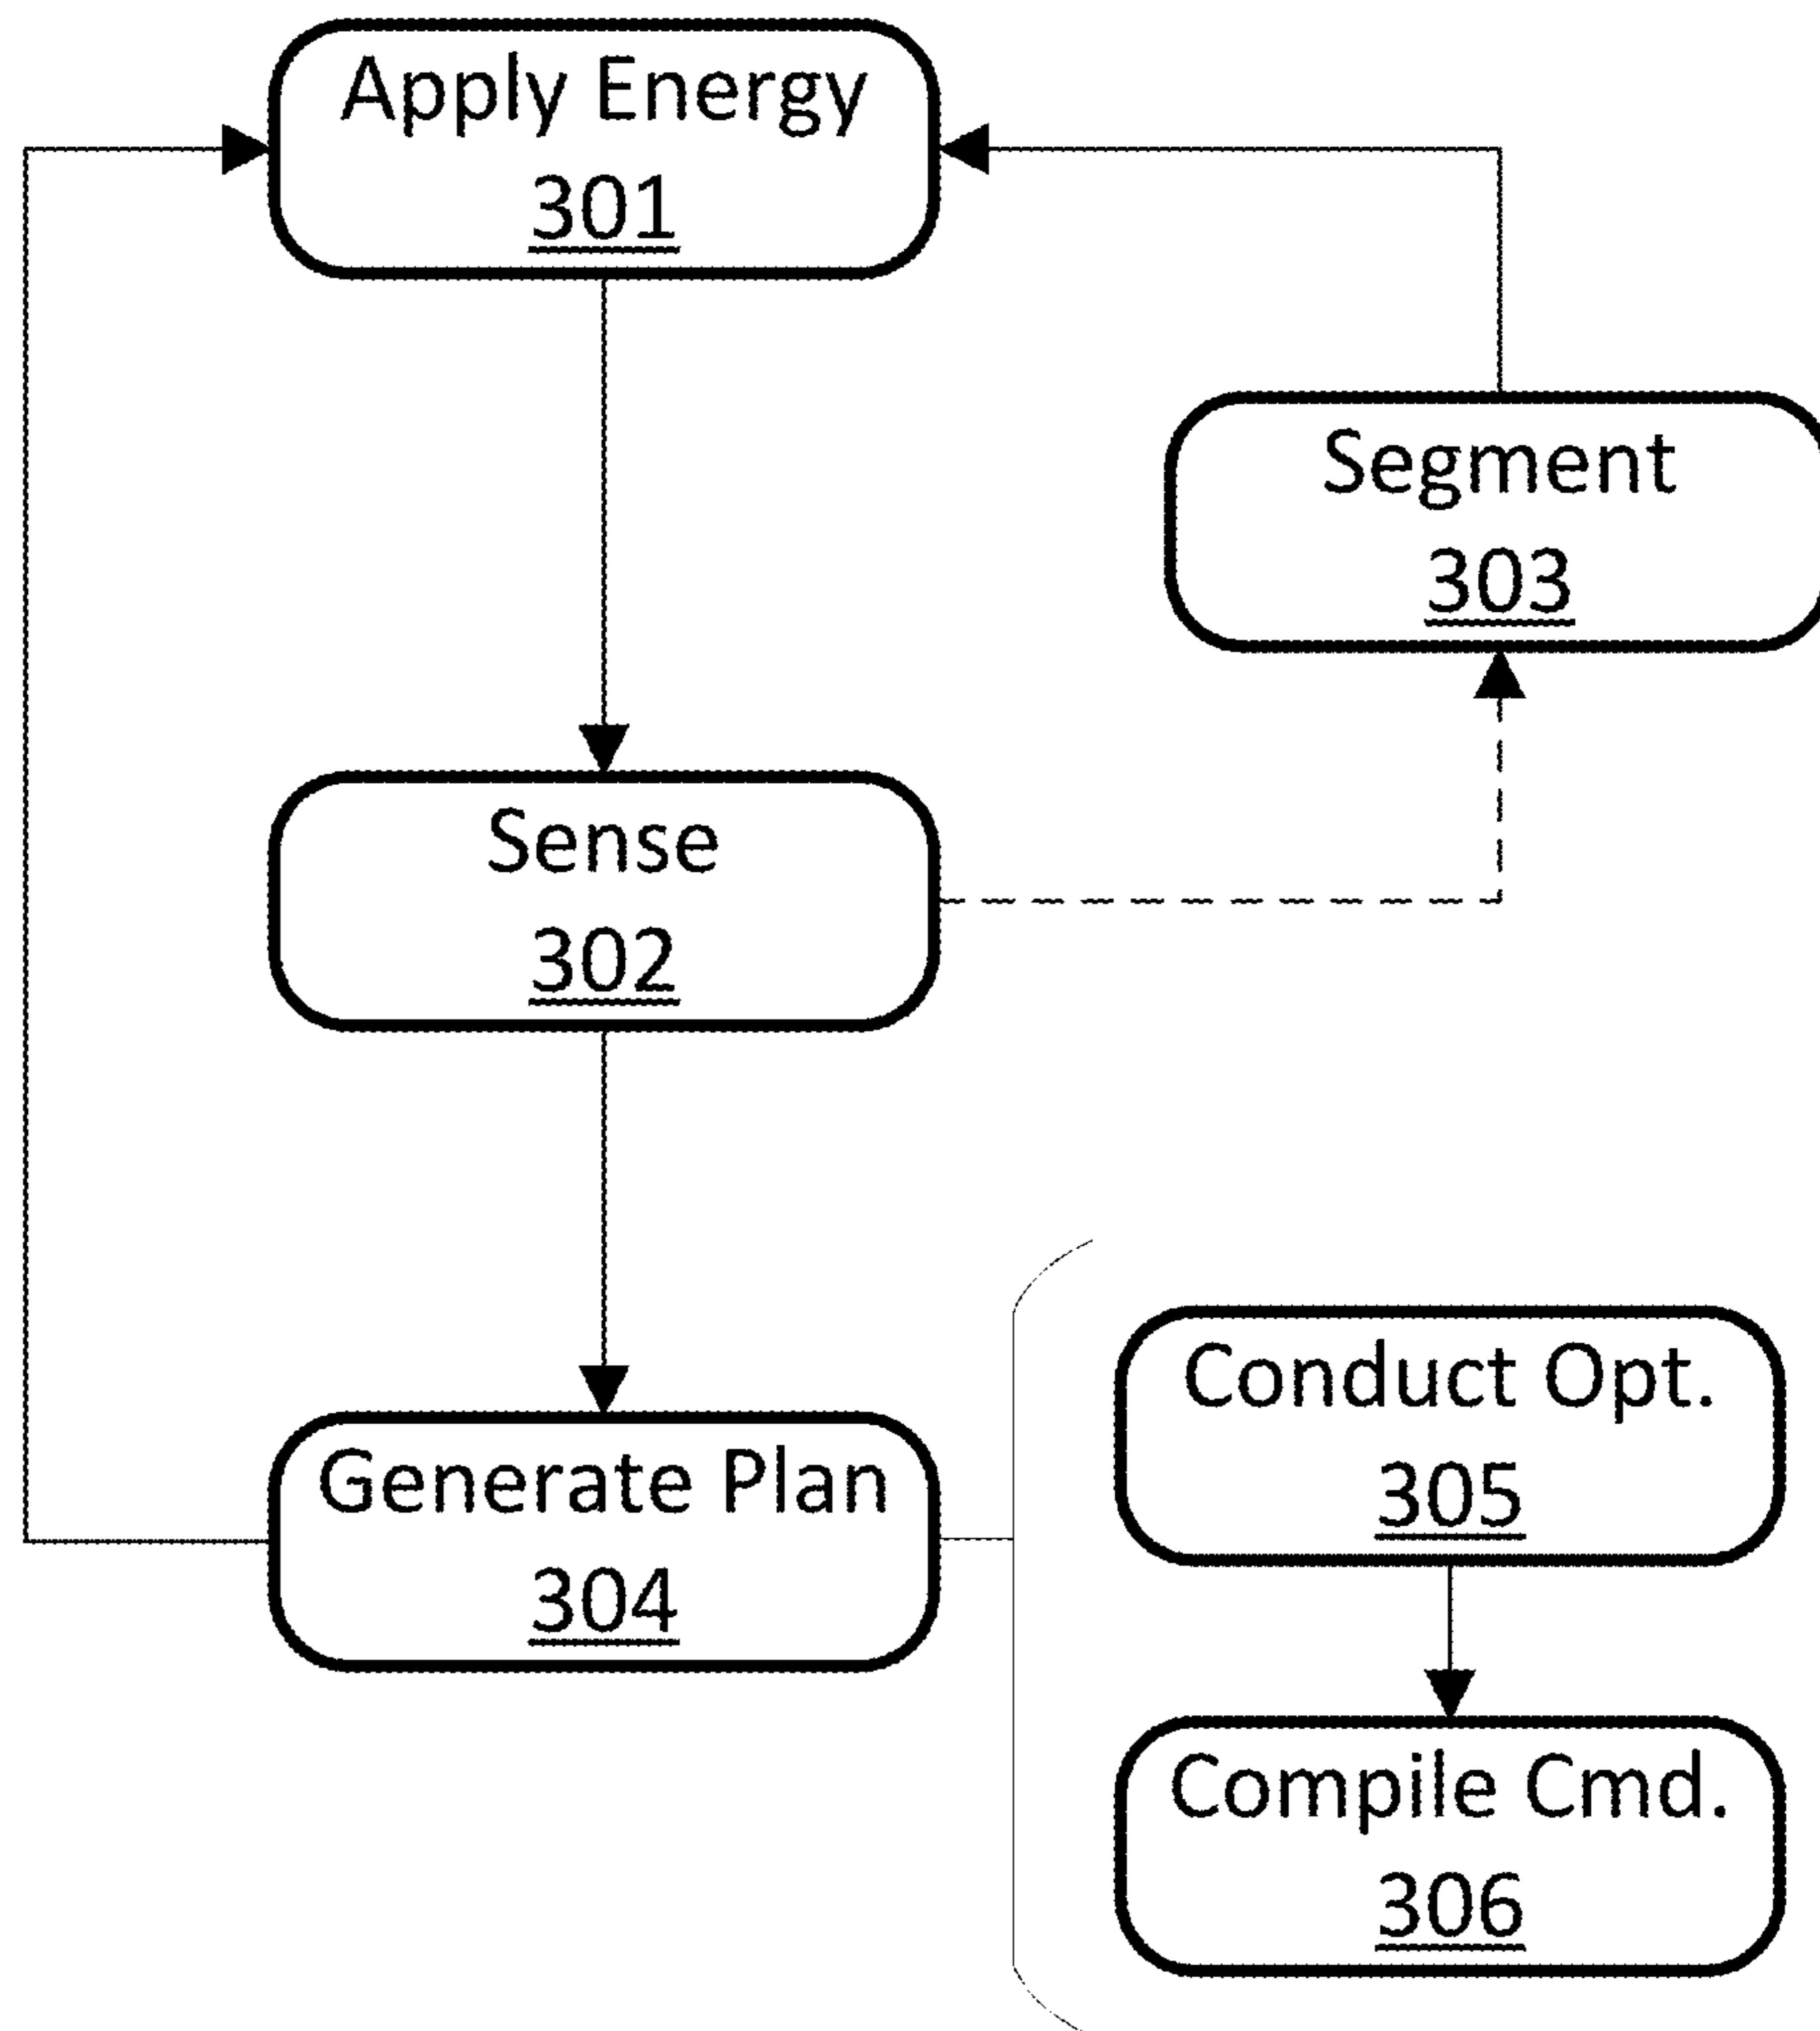 Apply Energy
301
Segment
303
Sense
302
Generate Plan
304
Conduct Opt.
305
Compile Cmd.
306